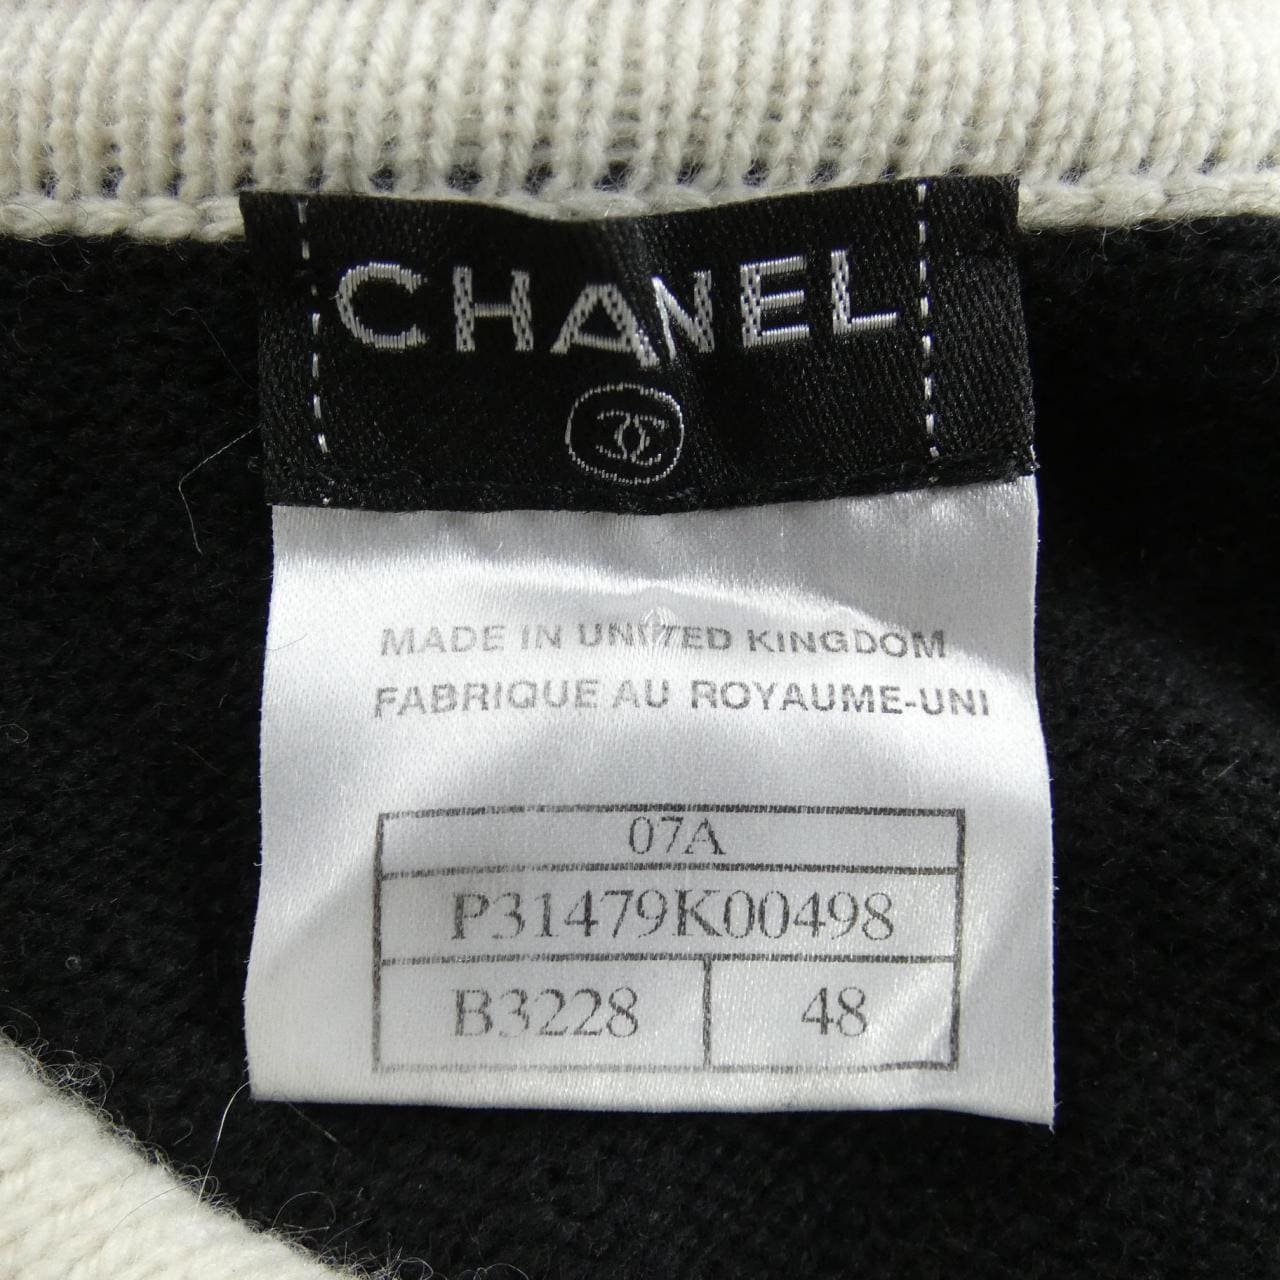 CHANEL
MADE IN UNITED KINGDOM
FABRIQUE AU ROYAUME-UNI
07A
P31479K00498
B3228 48